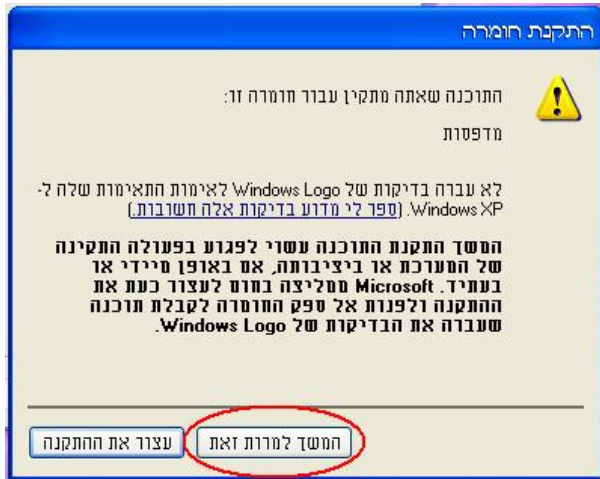 התקנת חומרה
התוכנה שאתה מתקין עבור חומרה זו:
מדפסות
לא עברה בדיקות של Windows Logo לאימות התאימות שלה ל-
Windows XP. (ספר לי מדוע בדיקות אלה חשובות.)
המשך התקנת התוכנה עשוי לפגוע בפעולה התקינה
של המערכת או ביציבותה, אם באופן מיידי או
בעתיד. Microsoft ממליצה בחום לעצור כעת את
ההתקנה ולפנות אל ספק החומרה לקבלת תוכנה
שעברה את הבדיקות של Windows Logo.
המשך למרות זאת
עצור את ההתקנה